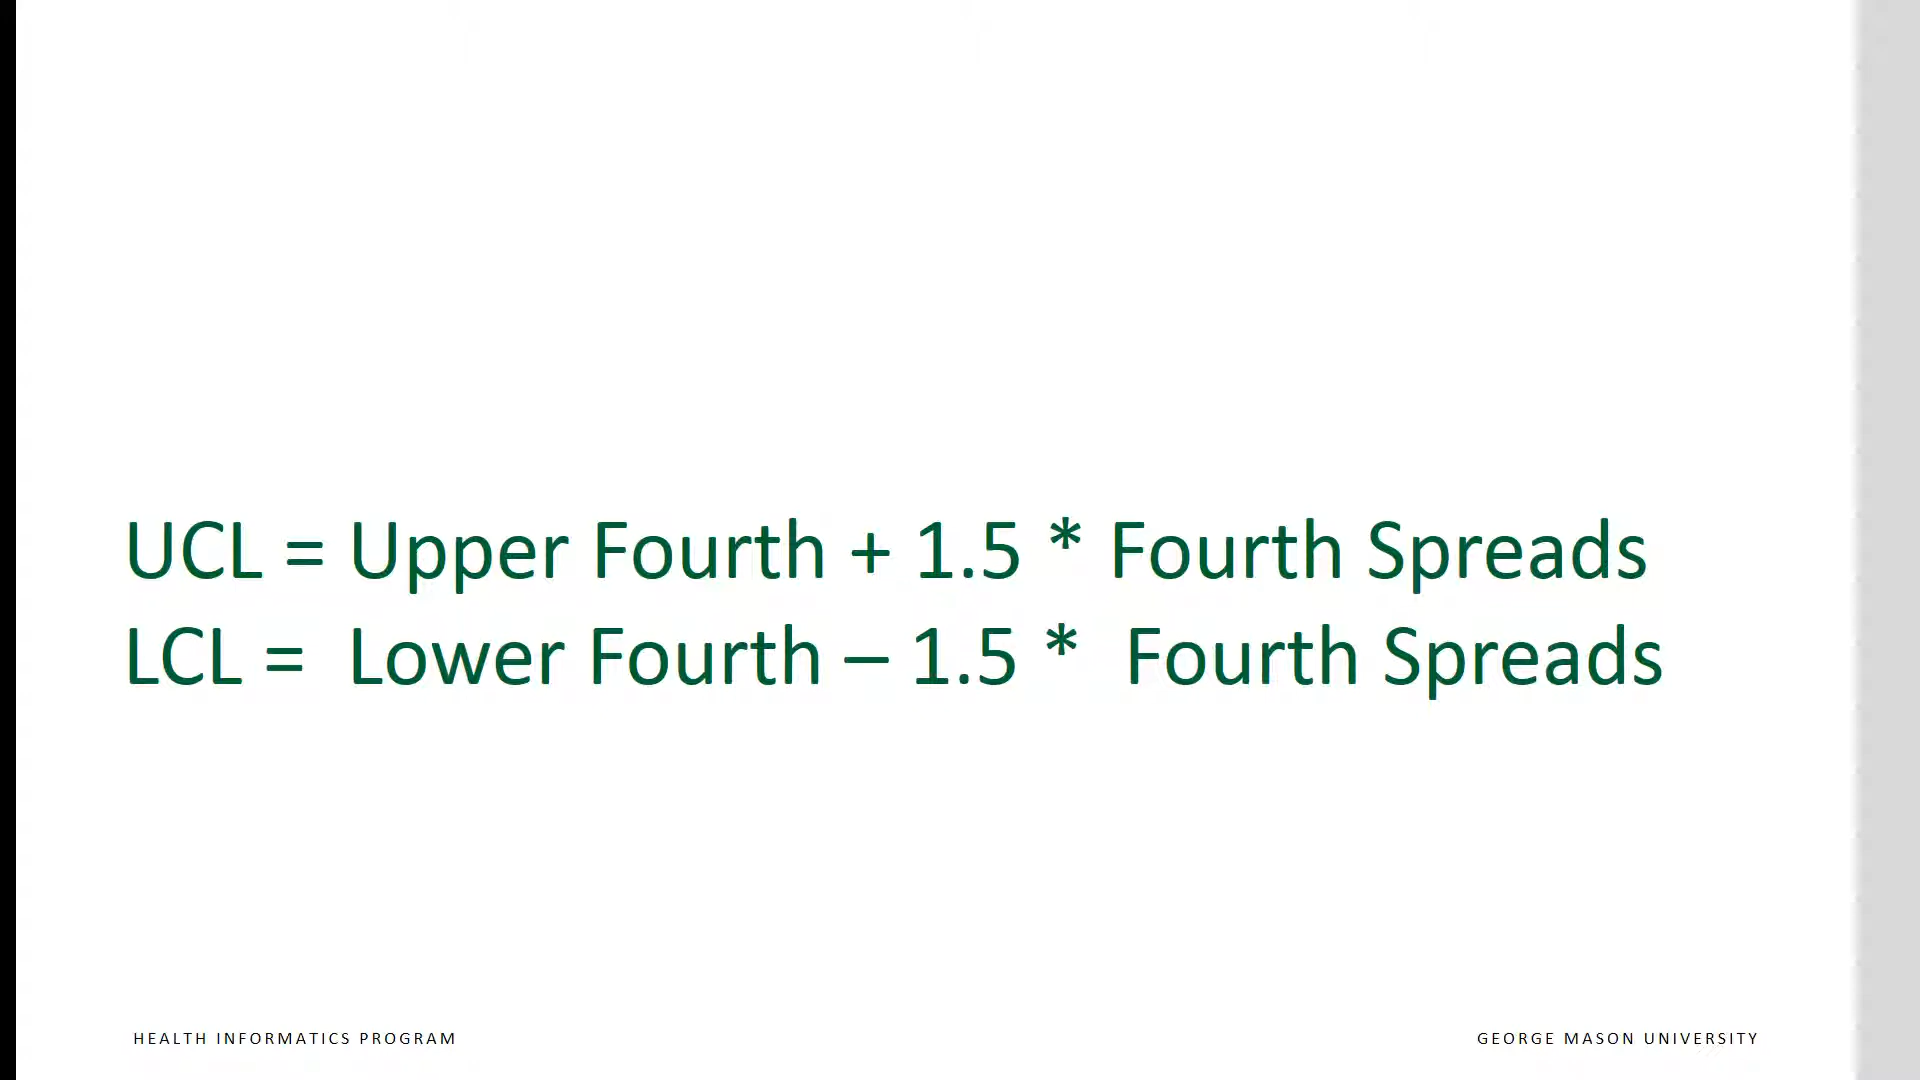 UCL = Upper Fourth + 1.5 * Fourth Spreads
LCL =  Lower Fourth – 1.5 *  Fourth Spreads
HEALTH INFORMATICS PROGRAM
GEORGE MASON UNIVERSITY